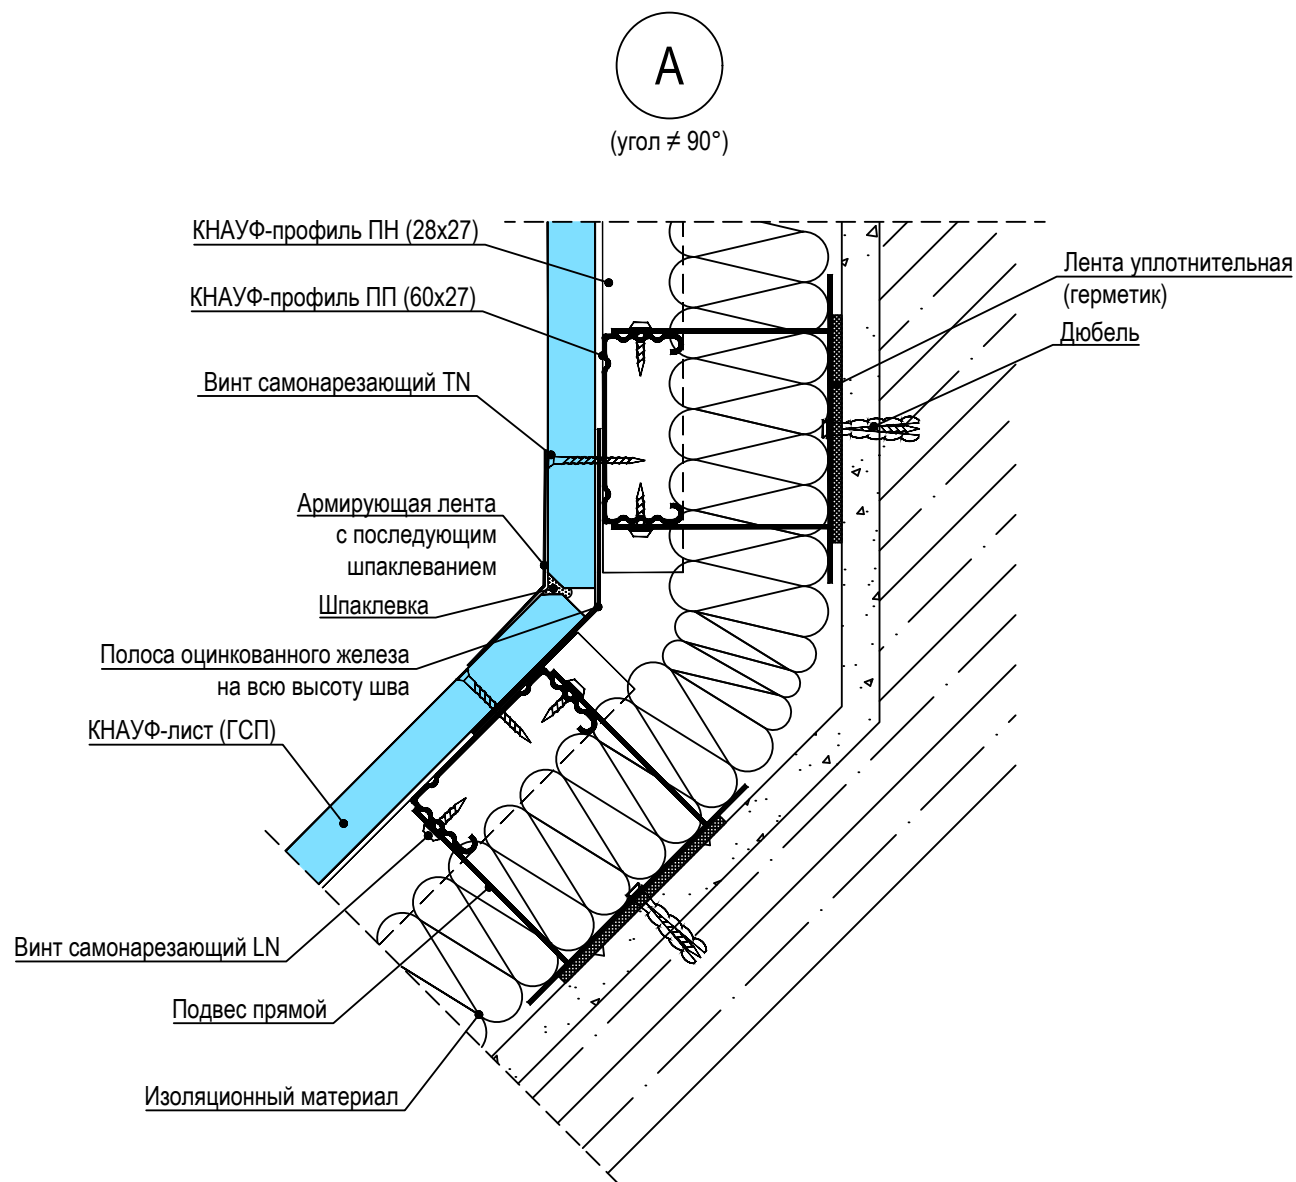 А
(угол ≠ 90°)
КНАУФ-профиль ПН (28х27)
КНАУФ-профиль ПП (60х27)
Винт самонарезающий TN
Армирующая лента
с последующим
шпаклеванием
Шпаклевка
Полоса оцинкованного железа
на всю высоту шва
КНАУФ-лист (ГСП)
Винт самонарезающий LN
Подвес прямой
Изоляционный материал
Лента уплотнительная
(герметик)
Дюбель